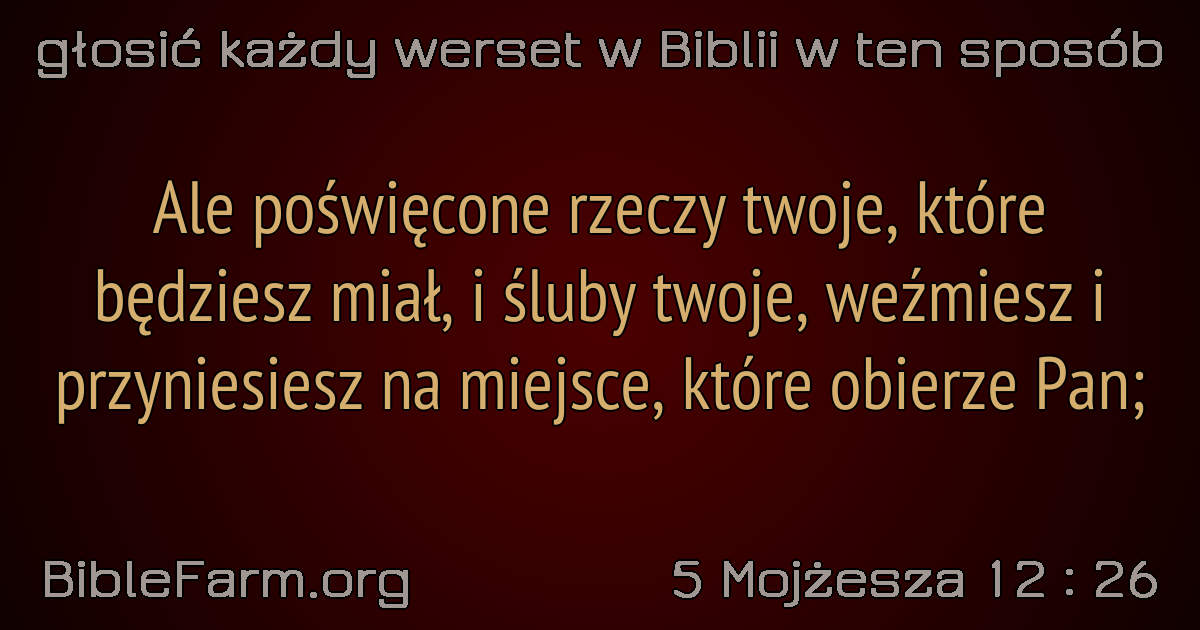 głosić każdy werset w Biblii w ten sposób
Ale poświęcone rzeczy twoje, które
będziesz miał, i śluby twoje, weźmiesz i
przyniesiesz na miejsce, które obierze Pan;
BibleFarm.org
5 Mojżesza 12 : 26